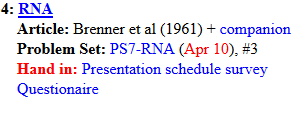 4: RNA
Article: Brenner et al (1961) + companion
Problem Set: PS7-RNA (Apr 10), #3
Hand in: Presentation schedule survey
Questionaire